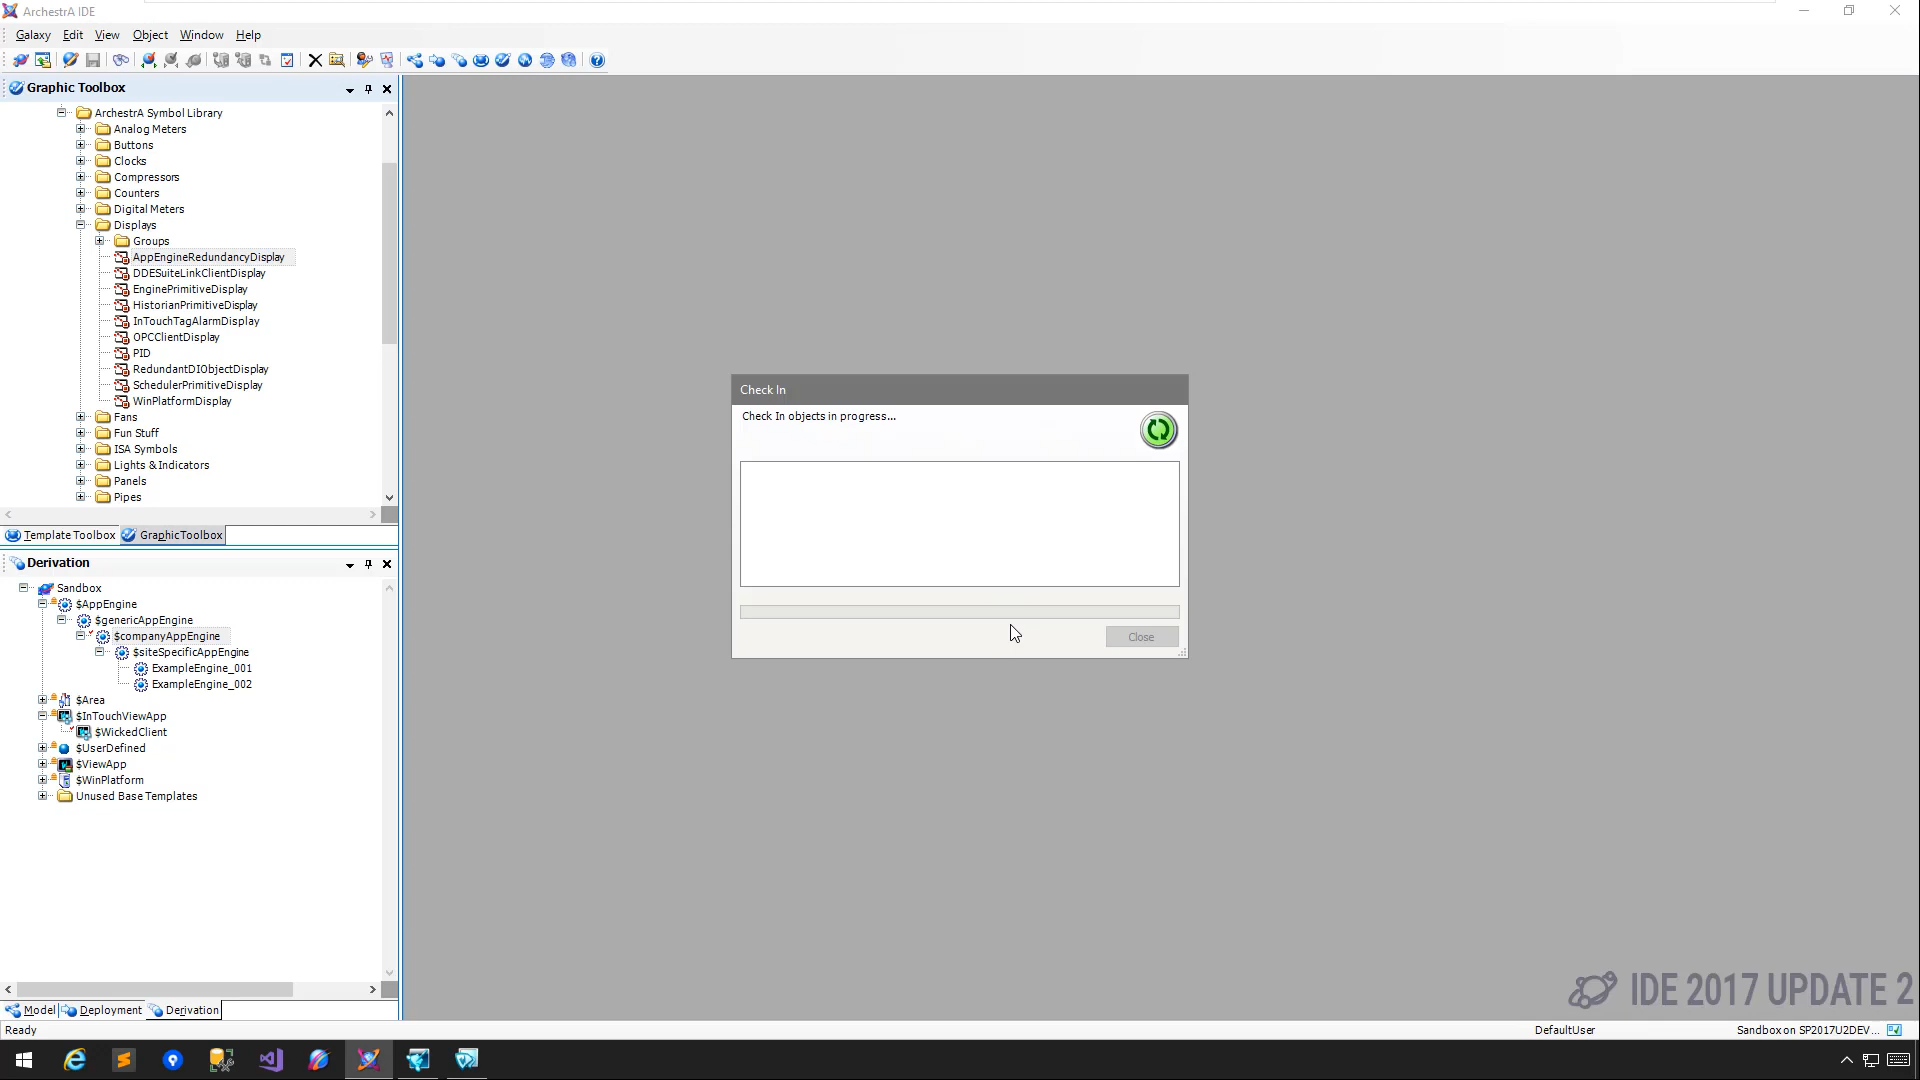 ArchestrA IDE
Galaxy Edit View Object Window Help
Graphic Toolbox
ArchestrA Symbol Library
Analog Meters
Buttons
Clocks
Compressors
Counters
Digital Meters
Displays
Groups
AppEngineRedundancyDisplay
DDESuiteLinkClientDisplay
EnginePrimitiveDisplay
HistorianPrimitiveDisplay
InTouchTagAlarmDisplay
OPCClientDisplay
PID
RedundantDIObjectDisplay
SchedulerPrimitiveDisplay
WinPlatformDisplay
Fans
Fun Stuff
ISA Symbols
Lights & Indicators
Panels
Pipes
Template Toolbox Graphic Toolbox
Derivation
Sandbox
$AppEngine
$genericAppEngine
$companyAppEngine
$siteSpecificAppEngine
ExampleEngine_001
ExampleEngine_002
$Area
$InTouchViewApp
$WickedClient
$UserDefined
$ViewApp
$WinPlatform
Unused Base Templates
Model Deployment Derivation
Check In
Check In objects in progress...
Close
IDE 2017 UPDATE 2
Ready DefaultUser Sandbox on SP2017U2DEV...